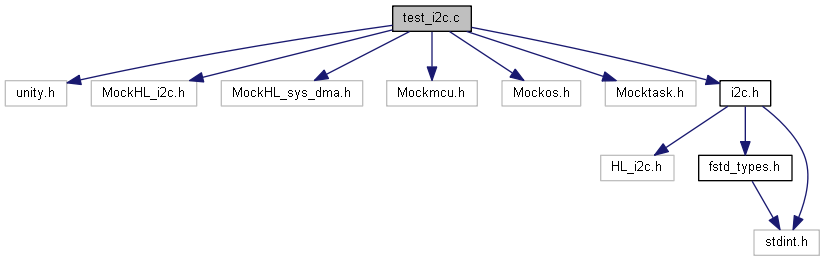 test_i2c.c
unity.h
MockHL_i2c.h
MockHL_sys_dma.h
Mockmcu.h
Mockos.h
Mocktask.h
i2c.h
HL_i2c.h
fstd_types.h
stdint.h